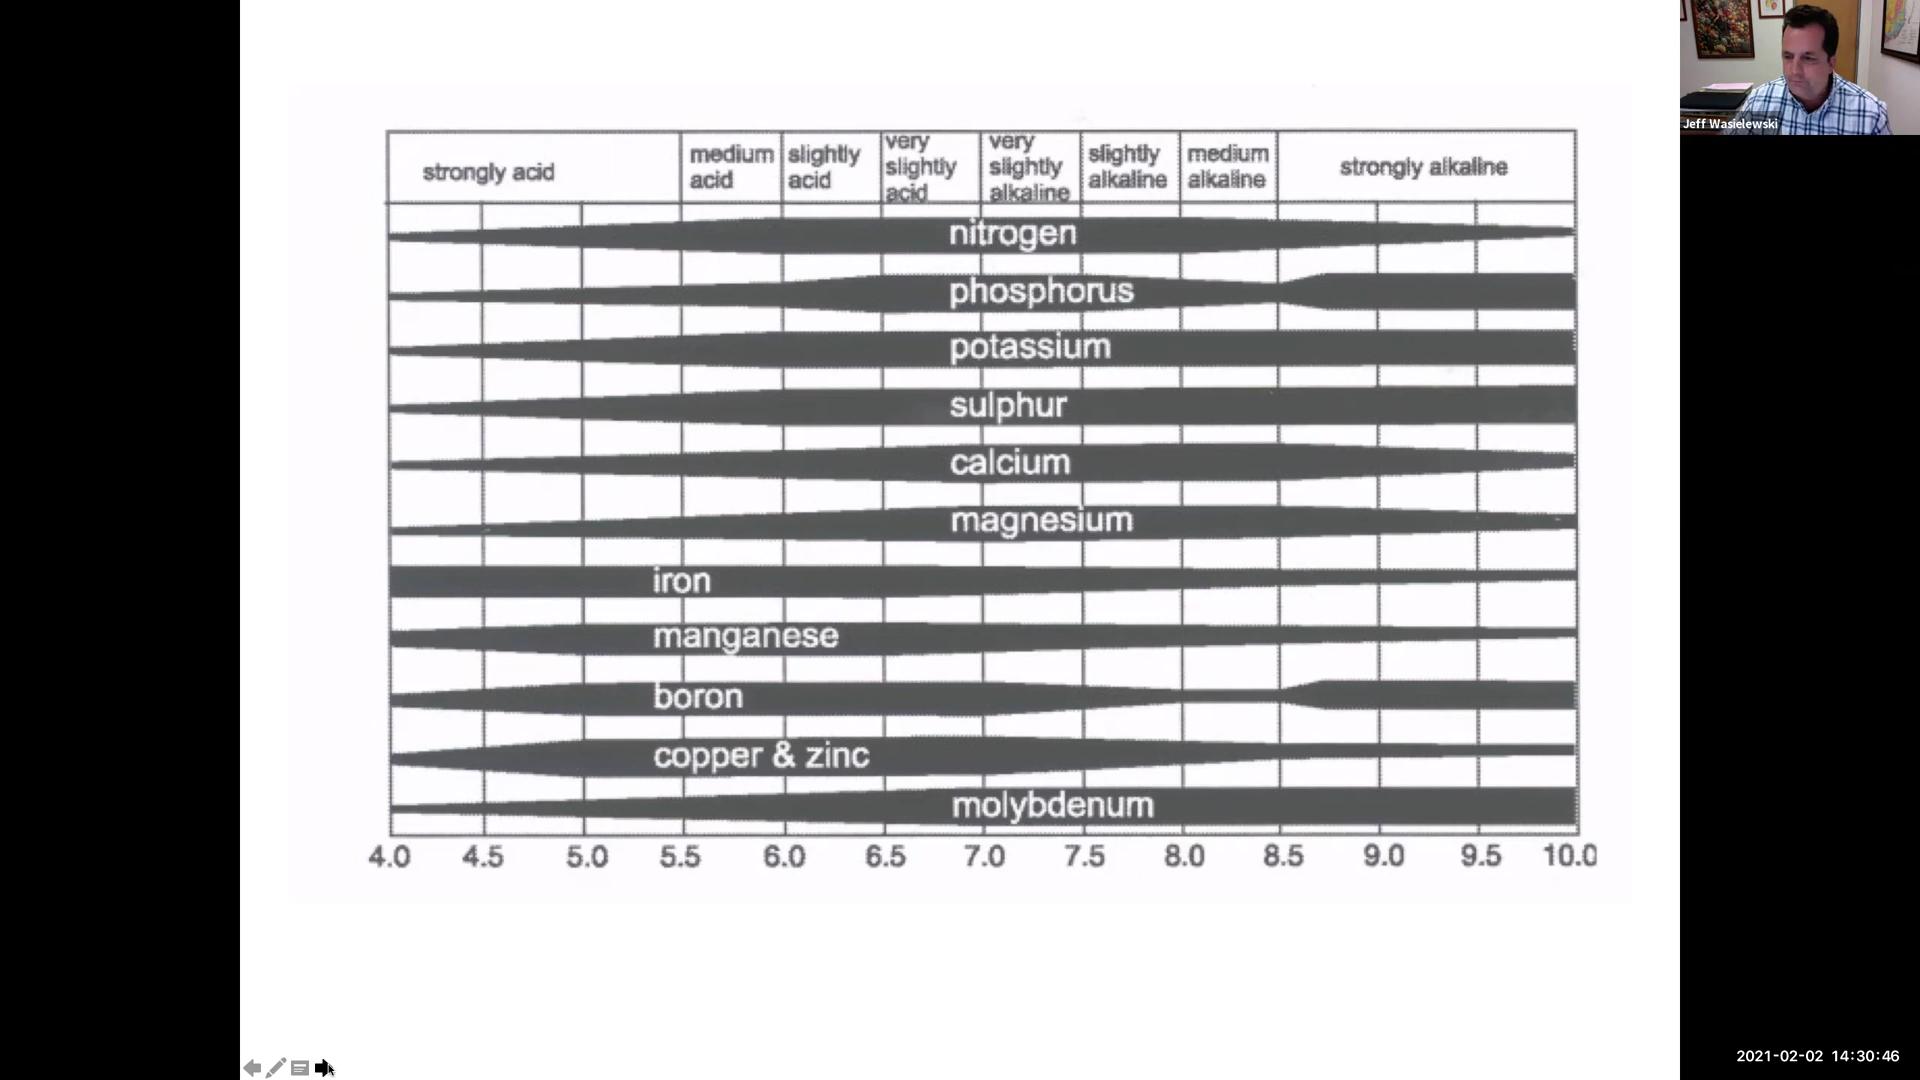 Jeff Wasielewski
strongly acid
medium
acid
slightly
acid
very
slightly
acid
very
slightly
alkaline
slightly
alkaline
medium
alkaline
strongly alkaline
nitrogen
phosphorus
potassium
sulphur
calcium
magnesium
iron
manganese
boron
copper & zinc
molybdenum
4.0 4.5 5.0 5.5 6.0 6.5 7.0 7.5 8.0 8.5 9.0 9.5 10.0
2021-02-02 14:30:46